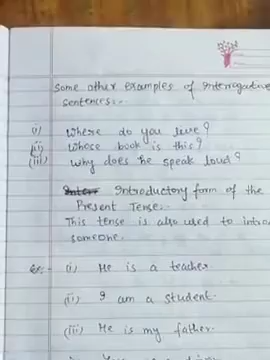 Some other examples of Interrogative
sentences:-
(i) Where do you live?
(ii) Whose book is this?
(iii) Why does he speak loud?
Introductory form of the
Present Tense.
This tense is also used to intro
someone.
Ex:- (i) He is a teacher.
(ii) I am a student.
(iii) He is my father.